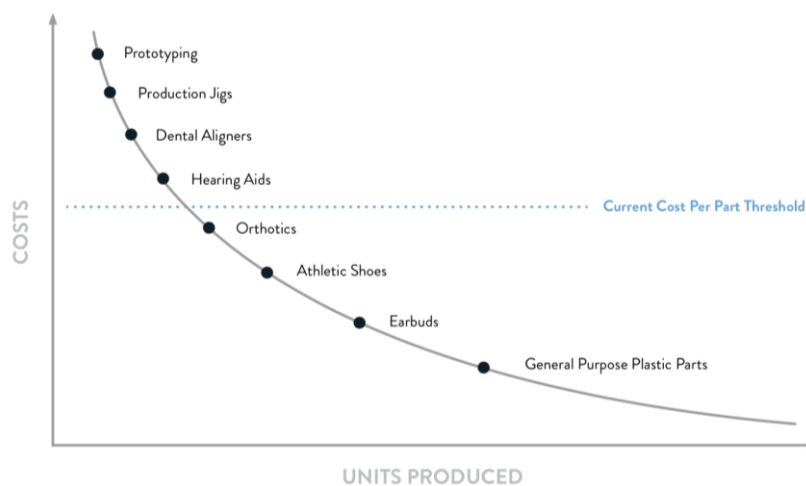 Prototyping
Production Jigs
Dental Aligners
Hearing Aids
Current Cost Per Part Threshold
Orthotics
Athletic Shoes
Earbuds
General Purpose Plastic Parts
COSTS
UNITS PRODUCED